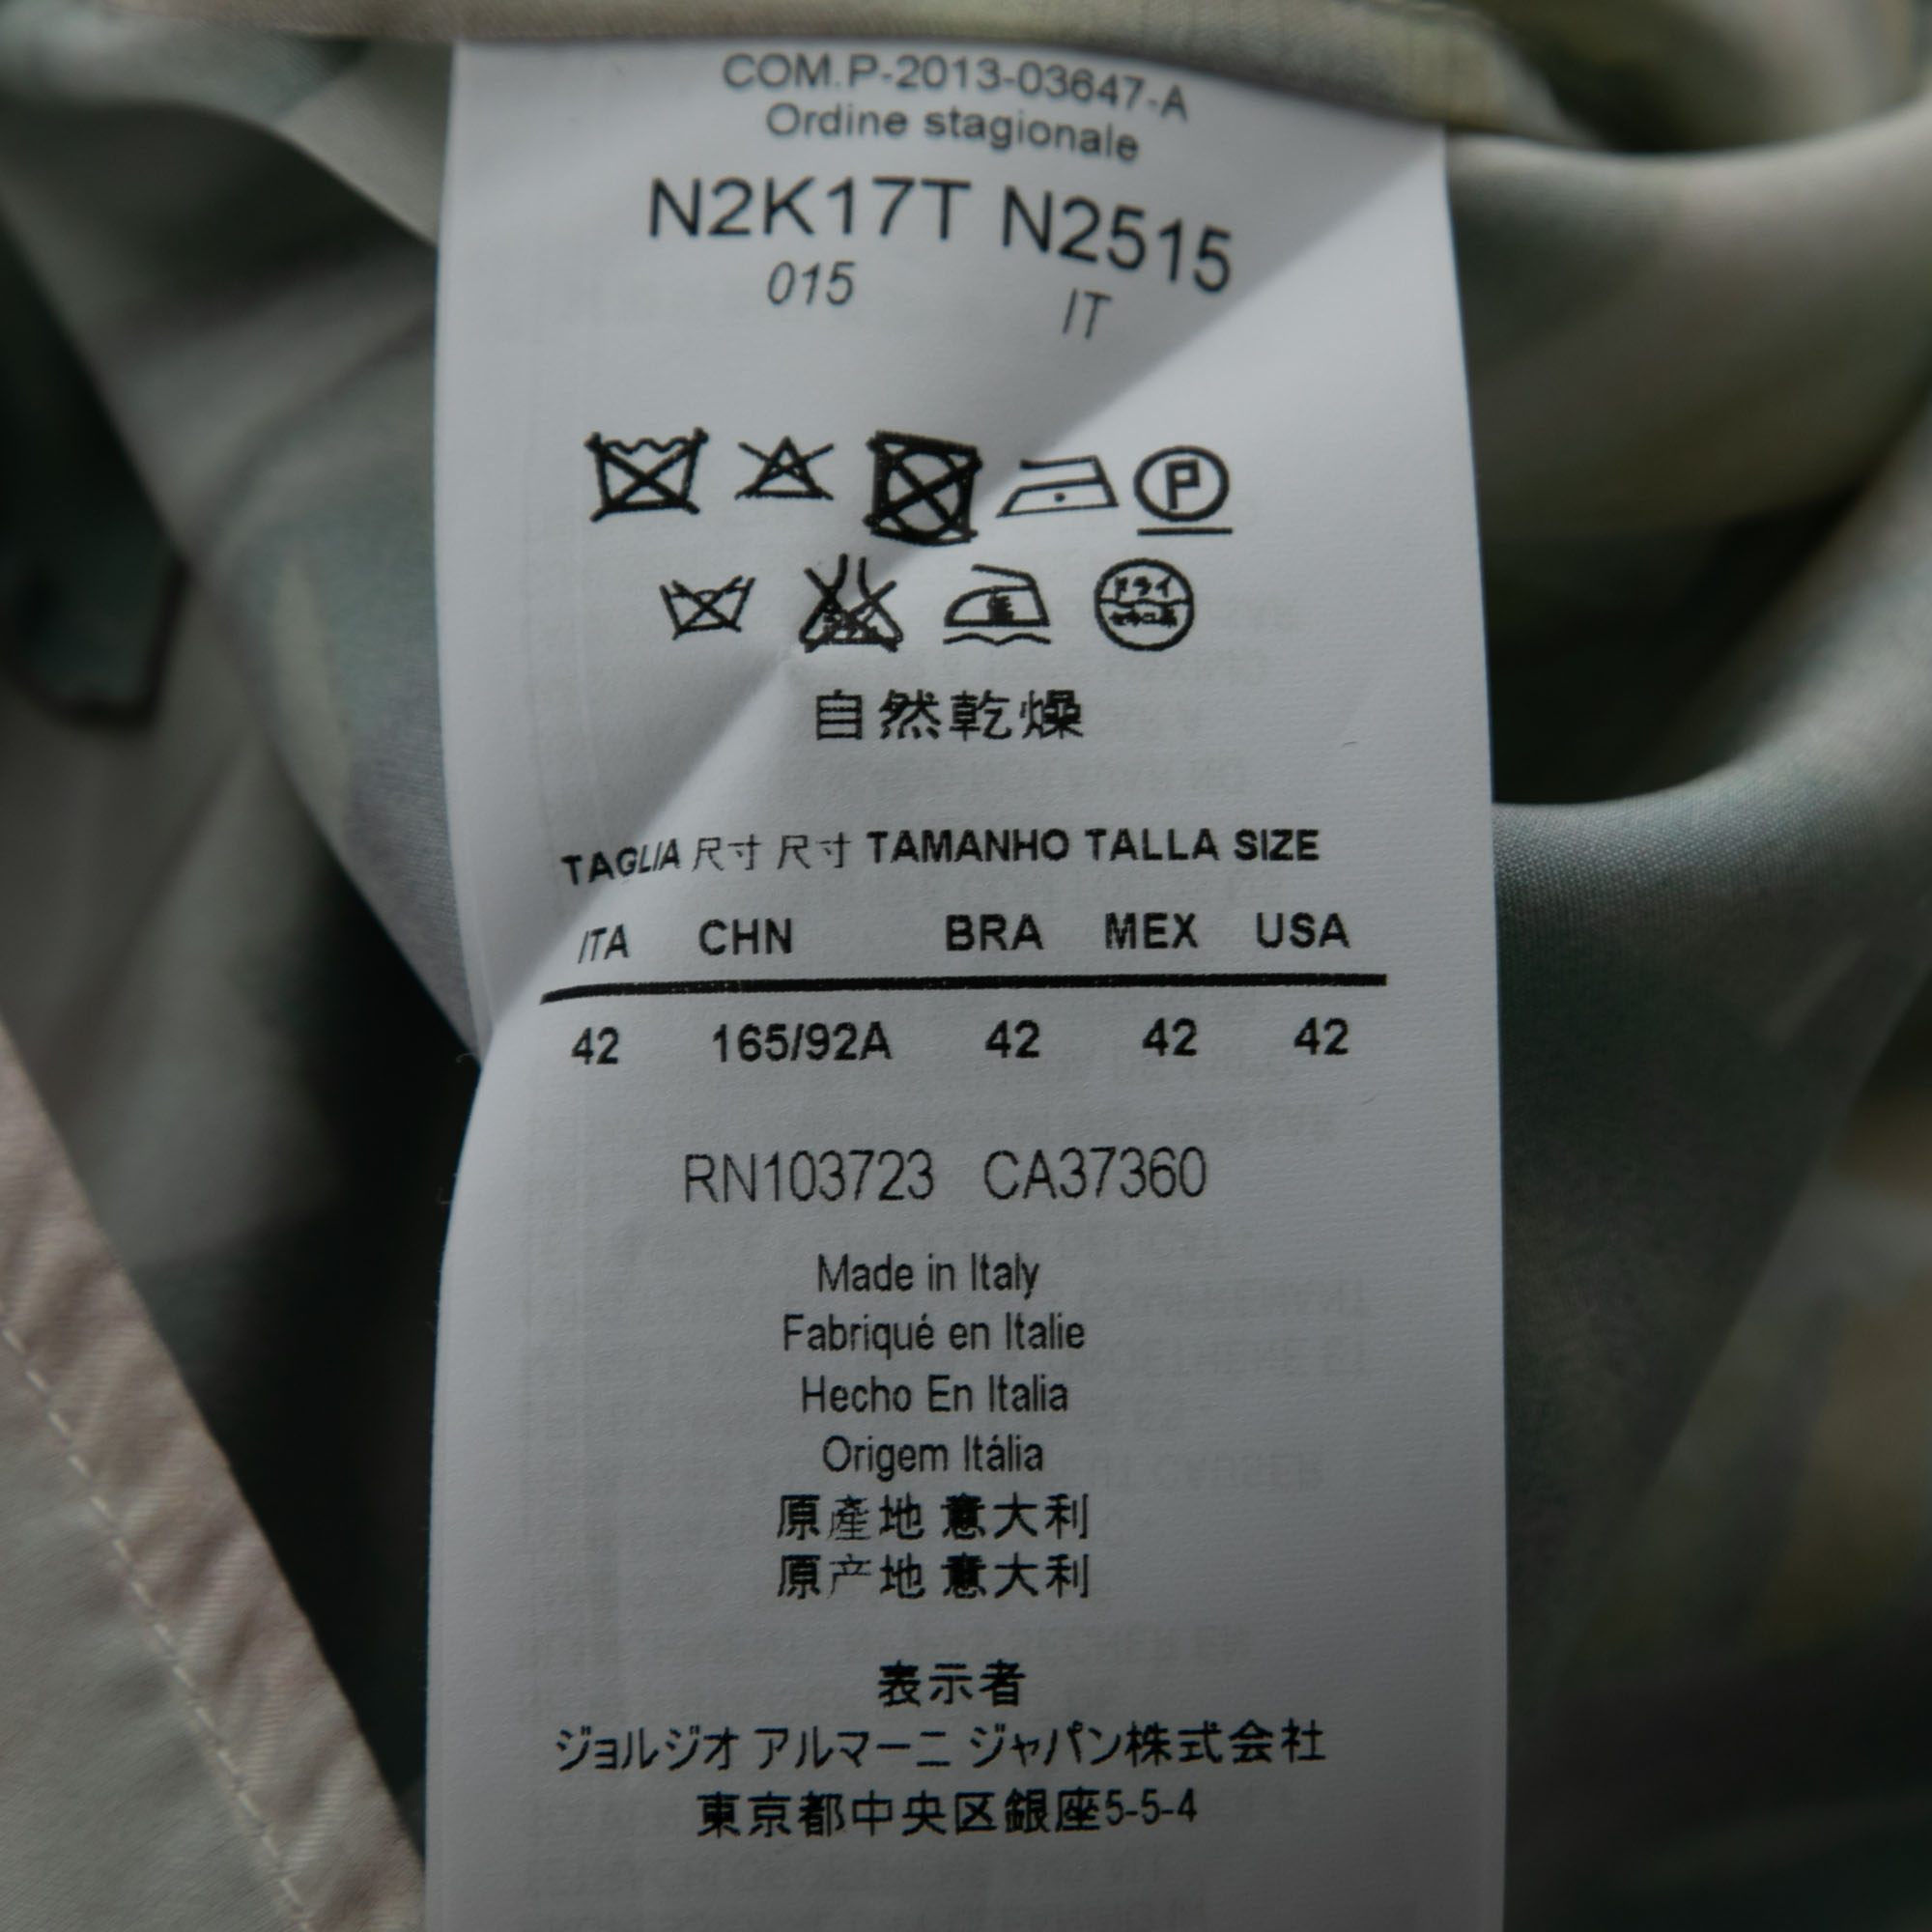 COM.P-2013-03647-A
Ordine stagionale
N2K17T N2515
015 IT
P
ドライ
自然乾燥
TAGLIA 尺寸 尺寸 TAMANHO TALLA SIZE
ITA CHN BRA MEX USA
42 165/92A 42 42 42
RN103723 CA37360
Made in Italy
Fabriqué en Italie
Hecho En Italia
Origem Itália
原產地 意大利
原产地 意大利
表示者
ジョルジオ アルマーニ ジャパン株式会社
東京都中央区銀座5-5-4